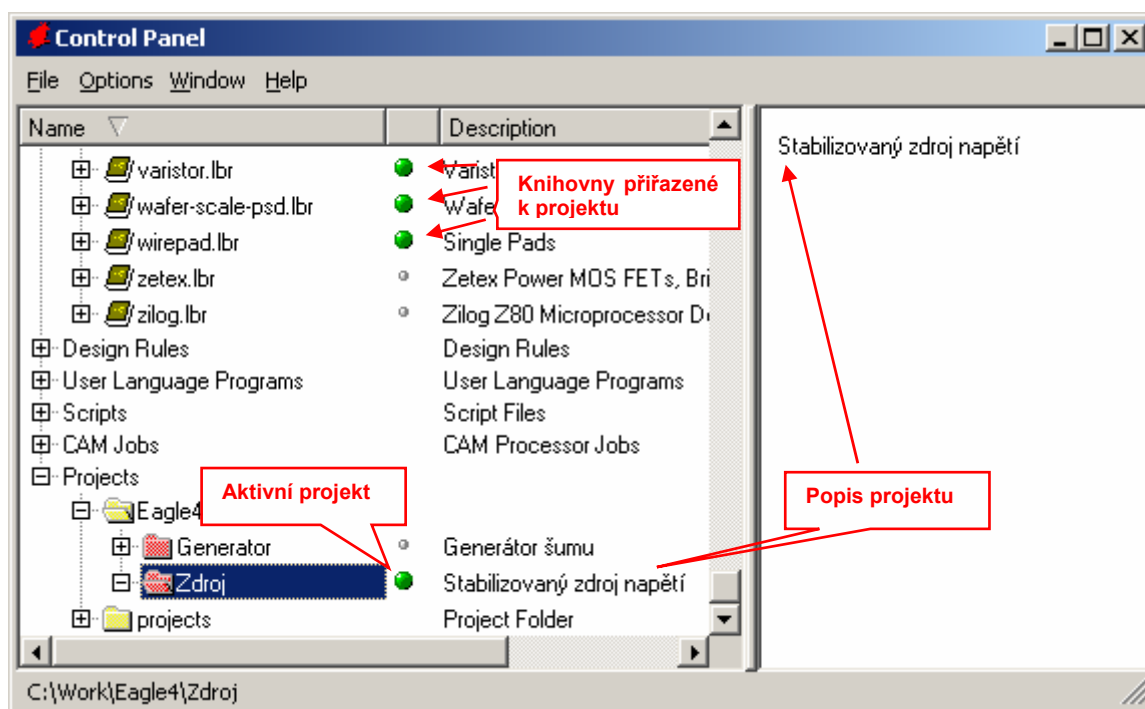 Control Panel
File Options Window Help
Name Description
varistor.lbr Varist
wafer-scale-psd.lbr Wafe
wirepad.lbr Single Pads
zetex.lbr Zetex Power MOS FETs, Bri
zilog.lbr Zilog Z80 Microprocessor D
Design Rules Design Rules
User Language Programs User Language Programs
Scripts Script Files
CAM Jobs CAM Processor Jobs
Projects
Eagle4
Generator Generátor šumu
Zdroj Stabilizovaný zdroj napětí
projects Project Folder
C:\Work\Eagle4\Zdroj
Stabilizovaný zdroj napětí
Knihovny přiřazené
k projektu
Aktivní projekt
Popis projektu